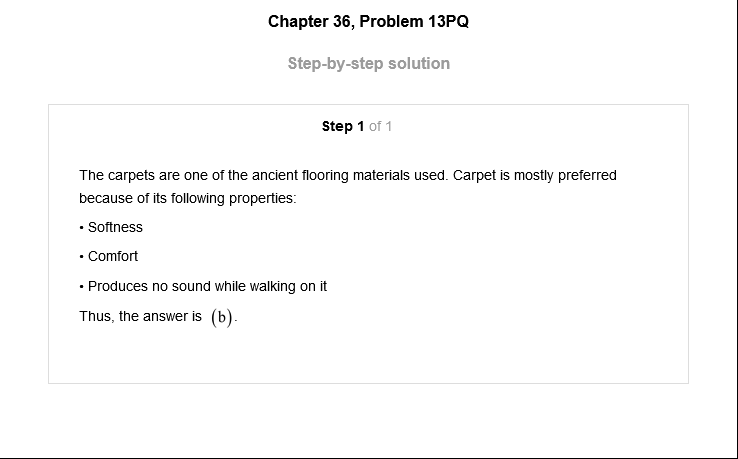 Chapter 36, Problem 13PQ
Step-by-step solution
Step 1 of 1
The carpets are one of the ancient flooring materials used. Carpet is mostly preferred
because of its following properties:
• Softness
• Comfort
• Produces no sound while walking on it
Thus, the answer is (b).